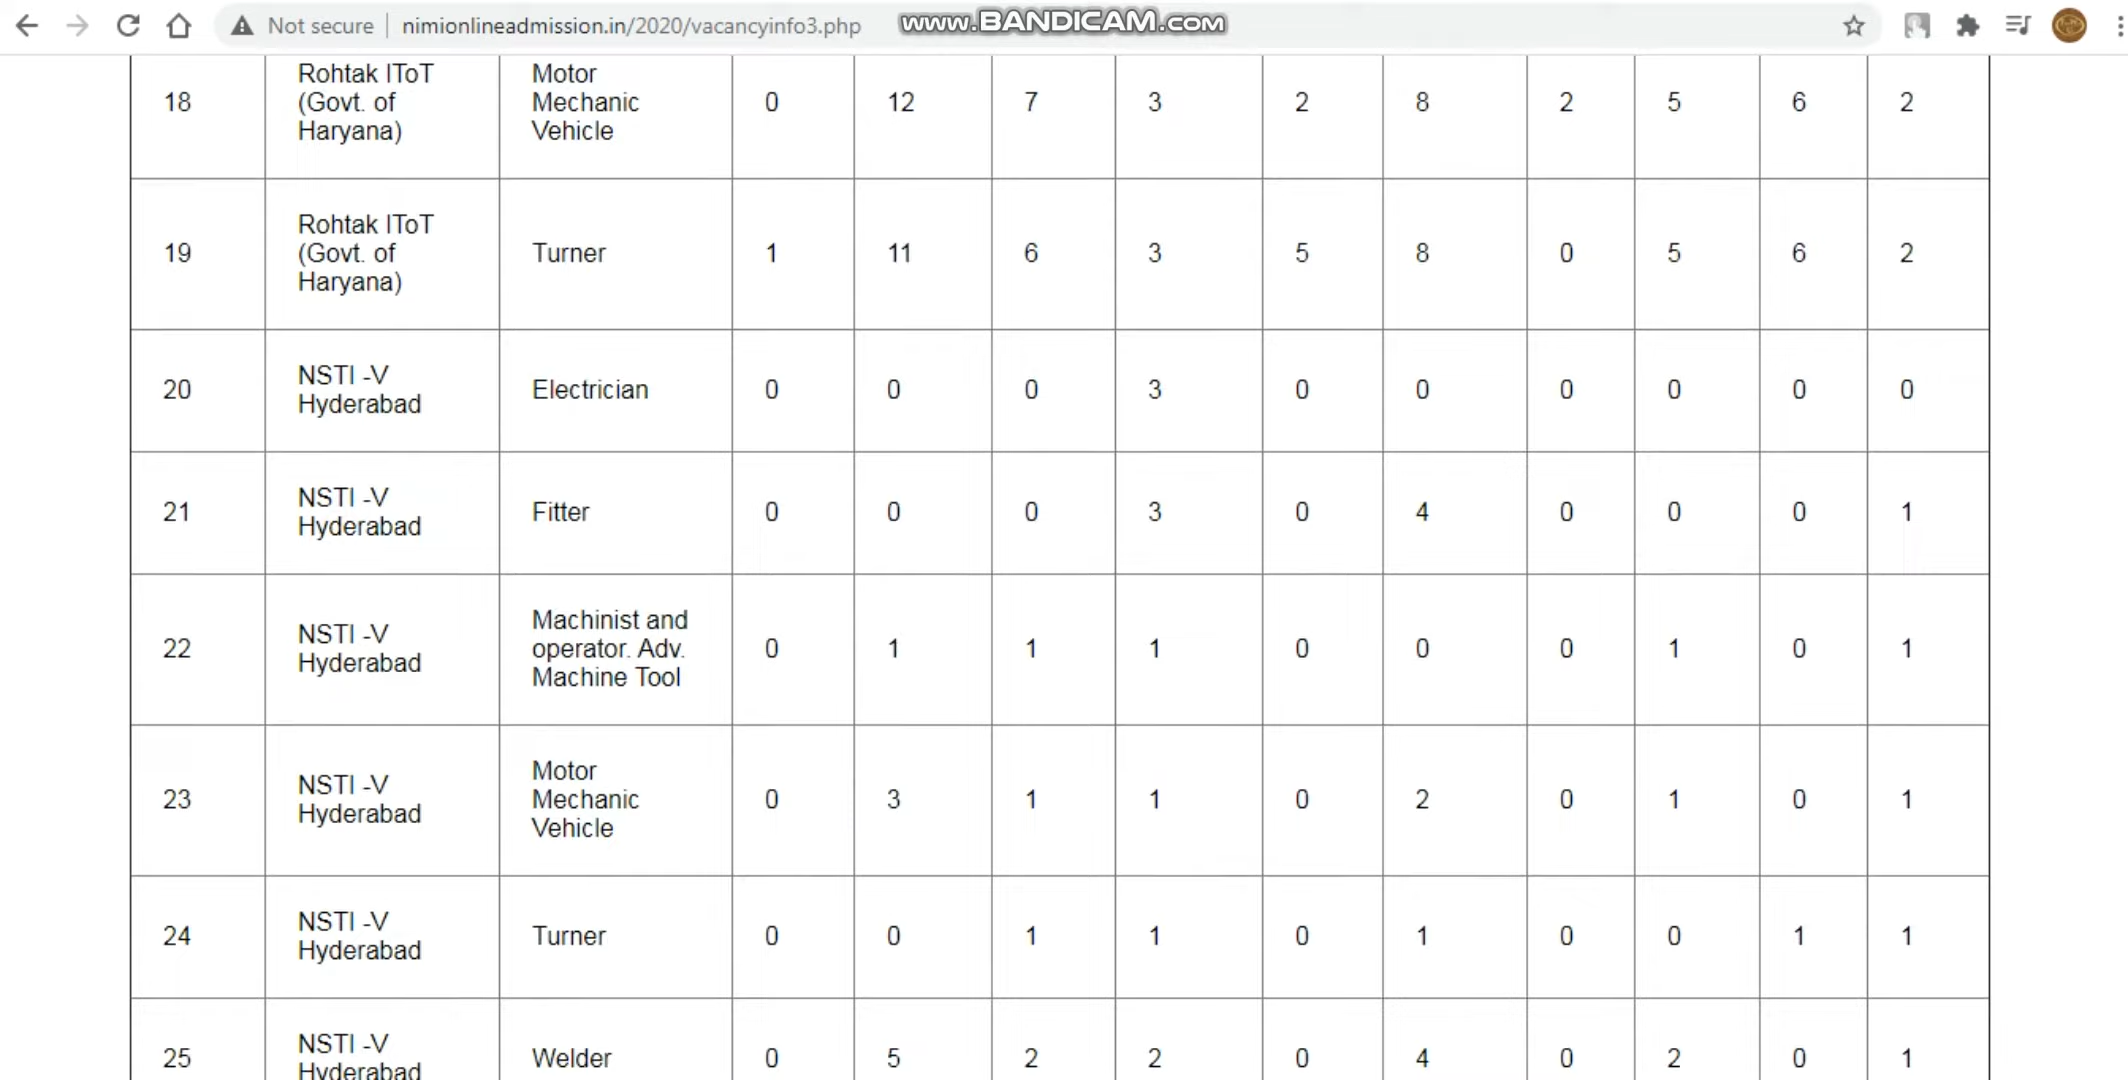 Not secure nimionlineadmission.in/2020/vacancyinfo3.php www.BANDICAM.com
18 Rohtak IToT (Govt. of Haryana) Motor Mechanic Vehicle 0 12 7 3 2 8 2 5 6 2
19 Rohtak IToT (Govt. of Haryana) Turner 1 11 6 3 5 8 0 5 6 2
20 NSTI -V Hyderabad Electrician 0 0 0 3 0 0 0 0 0 0
21 NSTI -V Hyderabad Fitter 0 0 0 3 0 4 0 0 0 1
22 NSTI -V Hyderabad Machinist and operator. Adv. Machine Tool 0 1 1 1 0 0 0 1 0 1
23 NSTI -V Hyderabad Motor Mechanic Vehicle 0 3 1 1 0 2 0 1 0 1
24 NSTI -V Hyderabad Turner 0 0 1 1 0 1 0 0 1 1
25 NSTI -V Hyderabad Welder 0 5 2 2 0 4 0 2 0 1